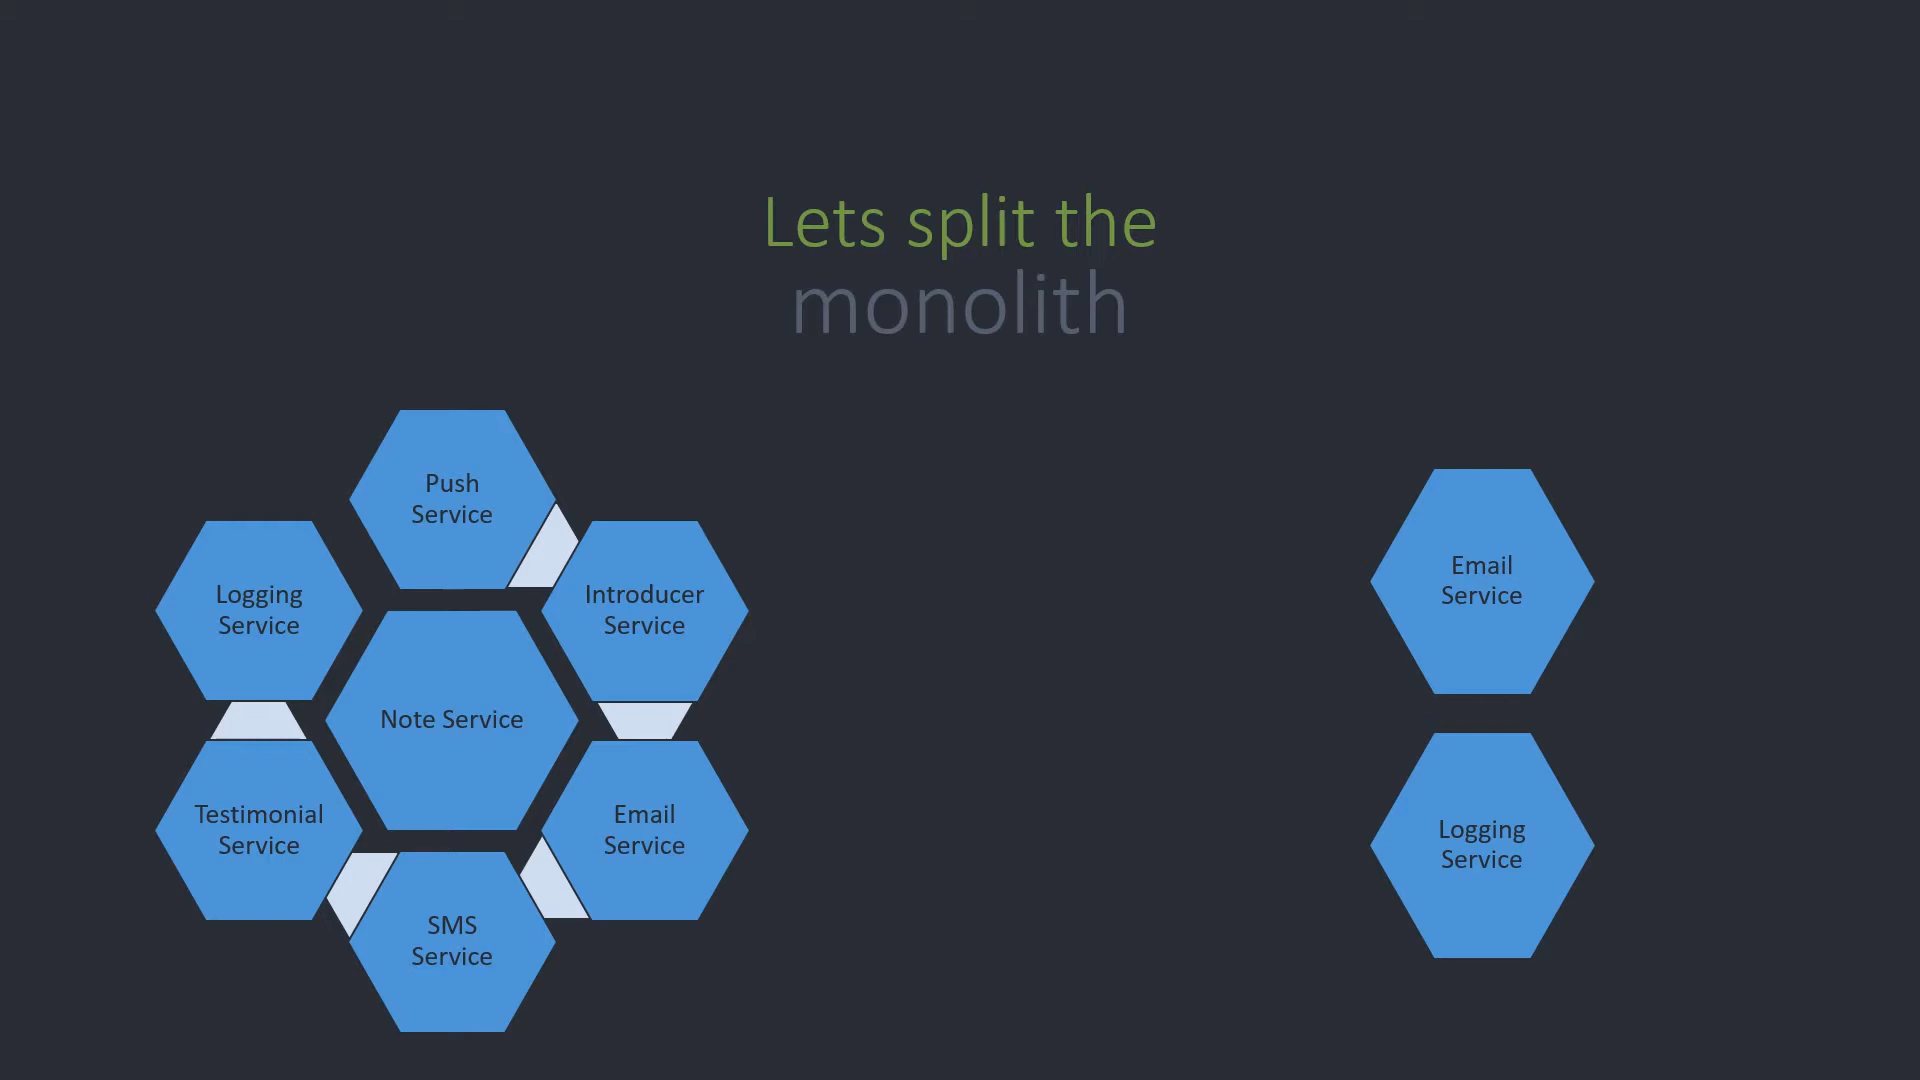 Lets split the
monolith
Push
Service
Logging
Service
Introducer
Service
Note Service
Testimonial
Service
Email
Service
SMS
Service
Email
Service
Logging
Service